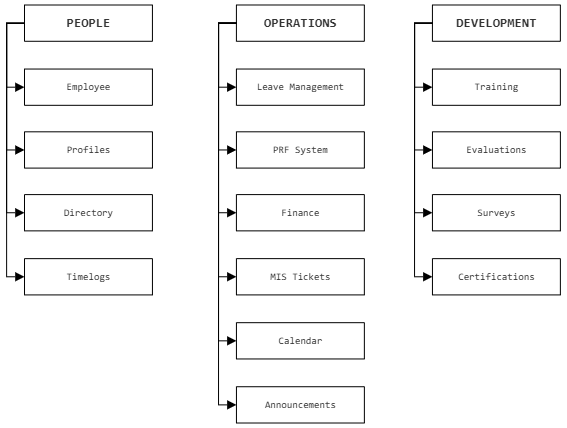 PEOPLE
Employee
Profiles
Directory
Timelogs
OPERATIONS
Leave Management
PRF System
Finance
MIS Tickets
Calendar
Announcements
DEVELOPMENT
Training
Evaluations
Surveys
Certifications